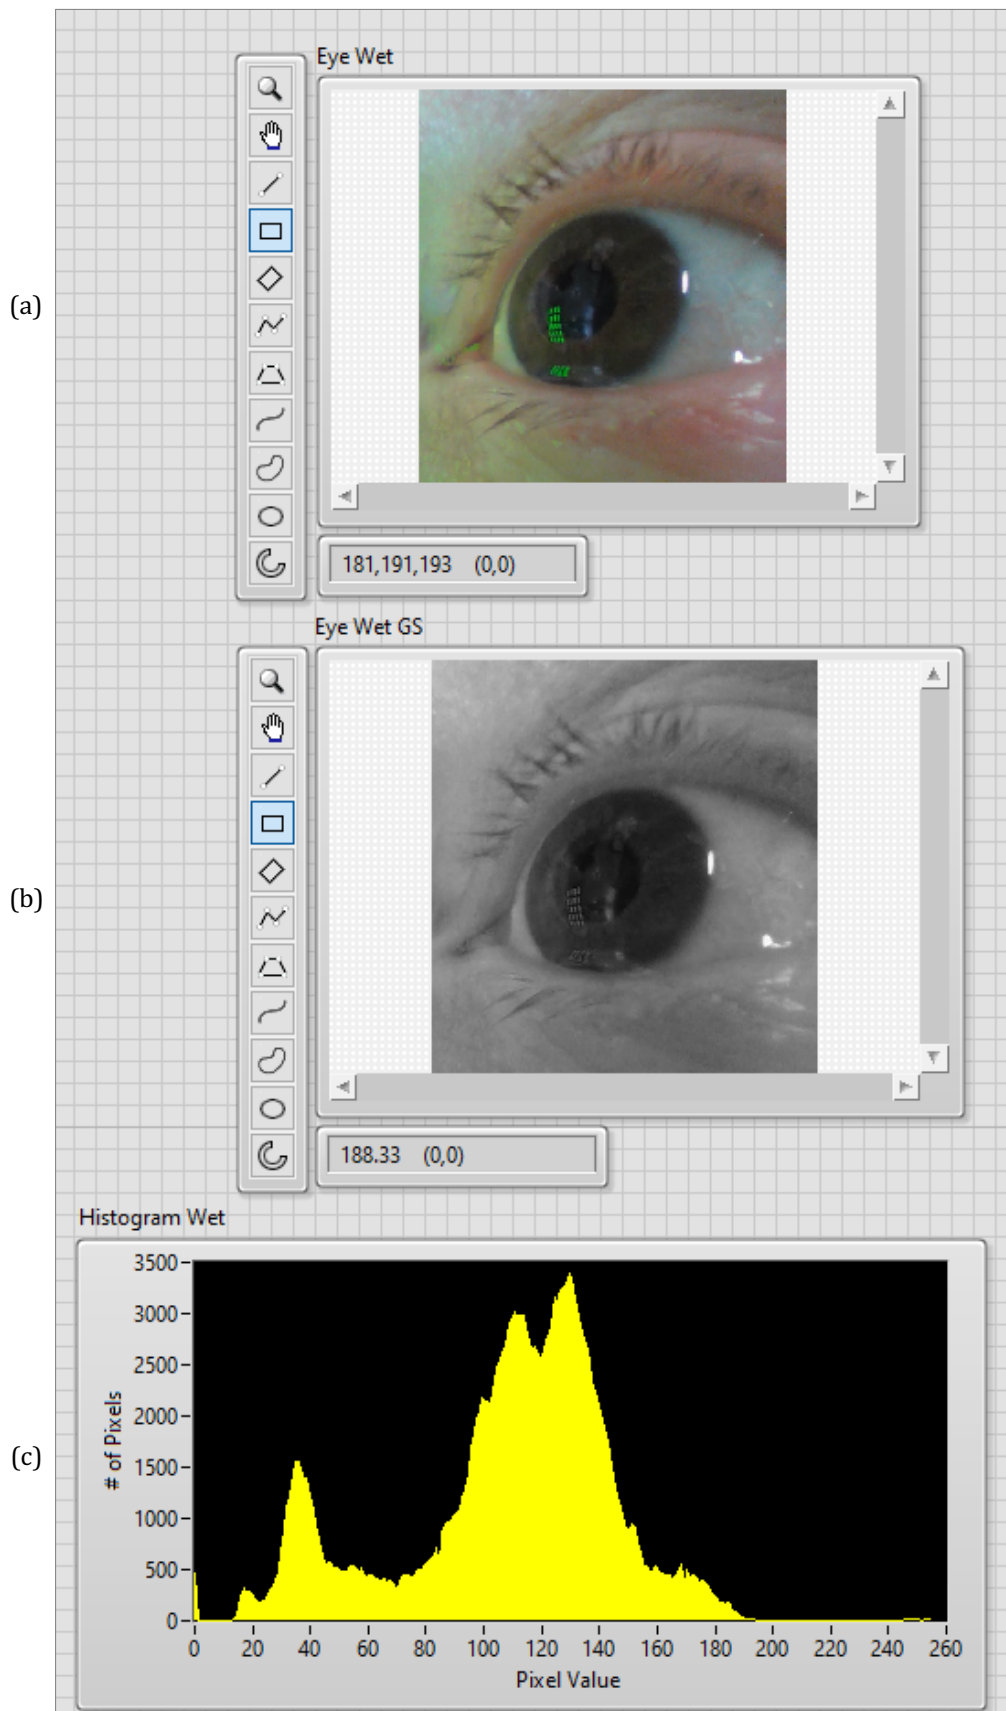 Eye Wet
(a)
181,191,193 (0,0)
Eye Wet GS
(b)
188.33 (0,0)
Histogram Wet
(c)
# of Pixels
3500
3000
2500
2000
1500
1000
500
0
0 20 40 60 80 100 120 140 160 180 200 220 240 260
Pixel Value